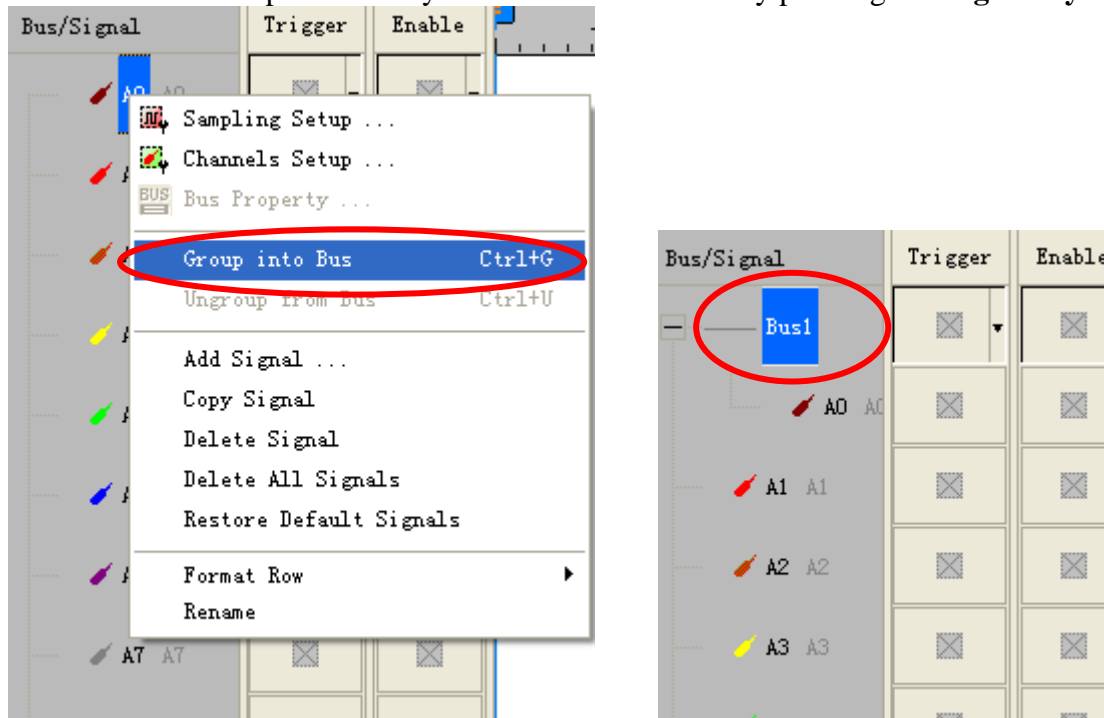 Bus/Signal Trigger Enable
A0 A0
Sampling Setup ...
Channels Setup ...
BUS Bus Property ...
Group into Bus Ctrl+G
Ungroup from Bus Ctrl+U
Add Signal ...
Copy Signal
Delete Signal
Delete All Signals
Restore Default Signals
Format Row
Rename
A7 A7
Bus/Signal Trigger Enable
Bus1
A0 A0
A1 A1
A2 A2
A3 A3